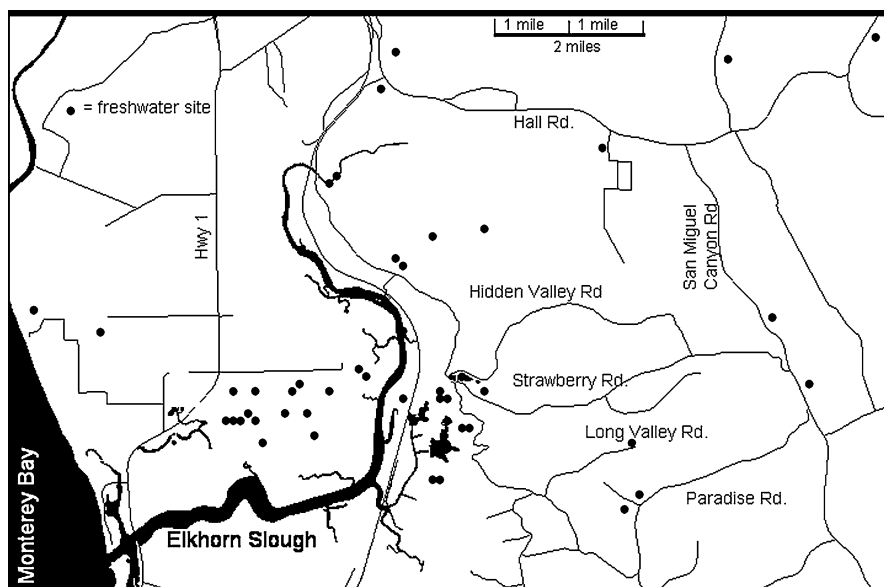 1 mile 1 mile
2 miles
= freshwater site
Hall Rd.
Hwy 1
San Miguel
Canyon Rd
Hidden Valley Rd
Strawberry Rd.
Long Valley Rd.
Paradise Rd.
Monterey Bay
Elkhorn Slough